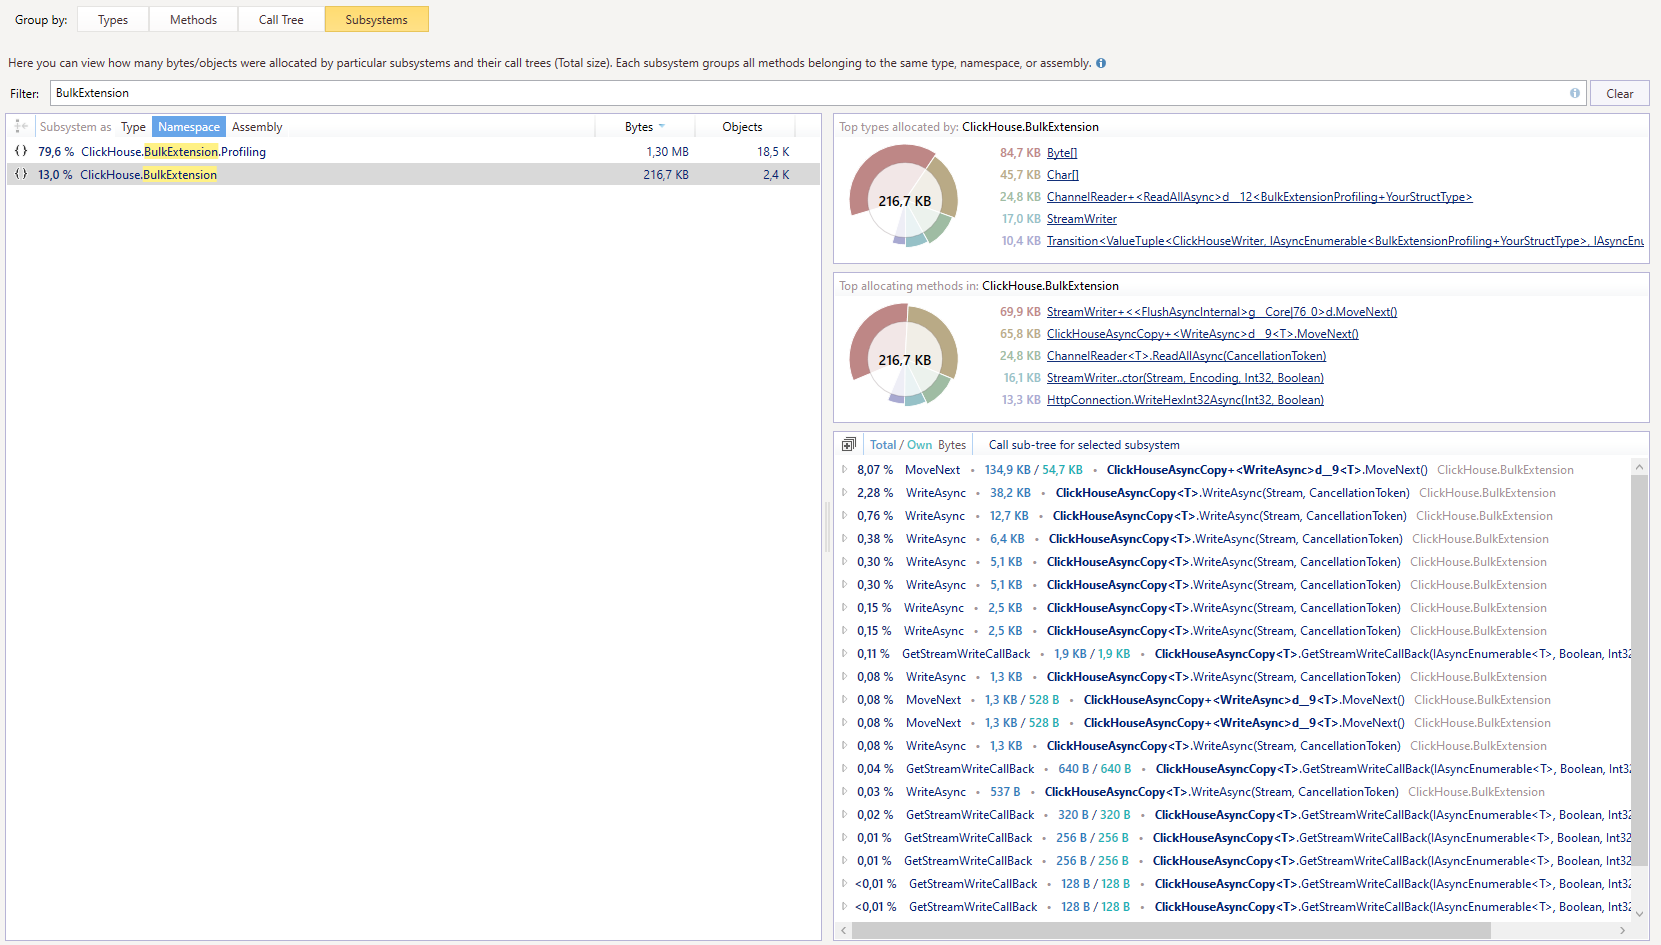 Group by: Types Methods Call Tree Subsystems
Here you can view how many bytes/objects were allocated by particular subsystems and their call trees (Total size). Each subsystem groups all methods belonging to the same type, namespace, or assembly.
Filter: BulkExtension Clear
Subsystem as Type Namespace Assembly Bytes Objects
{} 79,6 % ClickHouse.BulkExtension.Profiling 1,30 MB 18,5 K
{} 13,0 % ClickHouse.BulkExtension 216,7 KB 2,4 K
Top types allocated by: ClickHouse.BulkExtension
216,7 KB
84,7 KB Byte[]
45,7 KB Char[]
24,8 KB ChannelReader+<ReadAllAsync>d__12<BulkExtensionProfiling+YourStructType>
17,0 KB StreamWriter
10,4 KB Transition<ValueTuple<ClickHouseWriter, IAsyncEnumerable<BulkExtensionProfiling+YourStructType>, IAsyncEnu
Top allocating methods in: ClickHouse.BulkExtension
216,7 KB
69,9 KB StreamWriter+<<FlushAsyncInternal>g__Core|76_0>d.MoveNext()
65,8 KB ClickHouseAsyncCopy+<WriteAsync>d__9<T>.MoveNext()
24,8 KB ChannelReader<T>.ReadAllAsync(CancellationToken)
16,1 KB StreamWriter..ctor(Stream, Encoding, Int32, Boolean)
13,3 KB HttpConnection.WriteHexInt32Async(Int32, Boolean)
Total / Own Bytes Call sub-tree for selected subsystem
8,07 % MoveNext • 134,9 KB / 54,7 KB • ClickHouseAsyncCopy+<WriteAsync>d__9<T>.MoveNext() ClickHouse.BulkExtension
2,28 % WriteAsync • 38,2 KB • ClickHouseAsyncCopy<T>.WriteAsync(Stream, CancellationToken) ClickHouse.BulkExtension
0,76 % WriteAsync • 12,7 KB • ClickHouseAsyncCopy<T>.WriteAsync(Stream, CancellationToken) ClickHouse.BulkExtension
0,38 % WriteAsync • 6,4 KB • ClickHouseAsyncCopy<T>.WriteAsync(Stream, CancellationToken) ClickHouse.BulkExtension
0,30 % WriteAsync • 5,1 KB • ClickHouseAsyncCopy<T>.WriteAsync(Stream, CancellationToken) ClickHouse.BulkExtension
0,30 % WriteAsync • 5,1 KB • ClickHouseAsyncCopy<T>.WriteAsync(Stream, CancellationToken) ClickHouse.BulkExtension
0,15 % WriteAsync • 2,5 KB • ClickHouseAsyncCopy<T>.WriteAsync(Stream, CancellationToken) ClickHouse.BulkExtension
0,15 % WriteAsync • 2,5 KB • ClickHouseAsyncCopy<T>.WriteAsync(Stream, CancellationToken) ClickHouse.BulkExtension
0,11 % GetStreamWriteCallBack • 1,9 KB / 1,9 KB • ClickHouseAsyncCopy<T>.GetStreamWriteCallBack(IAsyncEnumerable<T>, Boolean, Int32
0,08 % WriteAsync • 1,3 KB • ClickHouseAsyncCopy<T>.WriteAsync(Stream, CancellationToken) ClickHouse.BulkExtension
0,08 % MoveNext • 1,3 KB / 528 B • ClickHouseAsyncCopy+<WriteAsync>d__9<T>.MoveNext() ClickHouse.BulkExtension
0,08 % MoveNext • 1,3 KB / 528 B • ClickHouseAsyncCopy+<WriteAsync>d__9<T>.MoveNext() ClickHouse.BulkExtension
0,08 % WriteAsync • 1,3 KB • ClickHouseAsyncCopy<T>.WriteAsync(Stream, CancellationToken) ClickHouse.BulkExtension
0,04 % GetStreamWriteCallBack • 640 B / 640 B • ClickHouseAsyncCopy<T>.GetStreamWriteCallBack(IAsyncEnumerable<T>, Boolean, Int32
0,03 % WriteAsync • 537 B • ClickHouseAsyncCopy<T>.WriteAsync(Stream, CancellationToken) ClickHouse.BulkExtension
0,02 % GetStreamWriteCallBack • 320 B / 320 B • ClickHouseAsyncCopy<T>.GetStreamWriteCallBack(IAsyncEnumerable<T>, Boolean, Int32
0,01 % GetStreamWriteCallBack • 256 B / 256 B • ClickHouseAsyncCopy<T>.GetStreamWriteCallBack(IAsyncEnumerable<T>, Boolean, Int32
0,01 % GetStreamWriteCallBack • 256 B / 256 B • ClickHouseAsyncCopy<T>.GetStreamWriteCallBack(IAsyncEnumerable<T>, Boolean, Int32
<0,01 % GetStreamWriteCallBack • 128 B / 128 B • ClickHouseAsyncCopy<T>.GetStreamWriteCallBack(IAsyncEnumerable<T>, Boolean, Int32
<0,01 % GetStreamWriteCallBack • 128 B / 128 B • ClickHouseAsyncCopy<T>.GetStreamWriteCallBack(IAsyncEnumerable<T>, Boolean, Int32